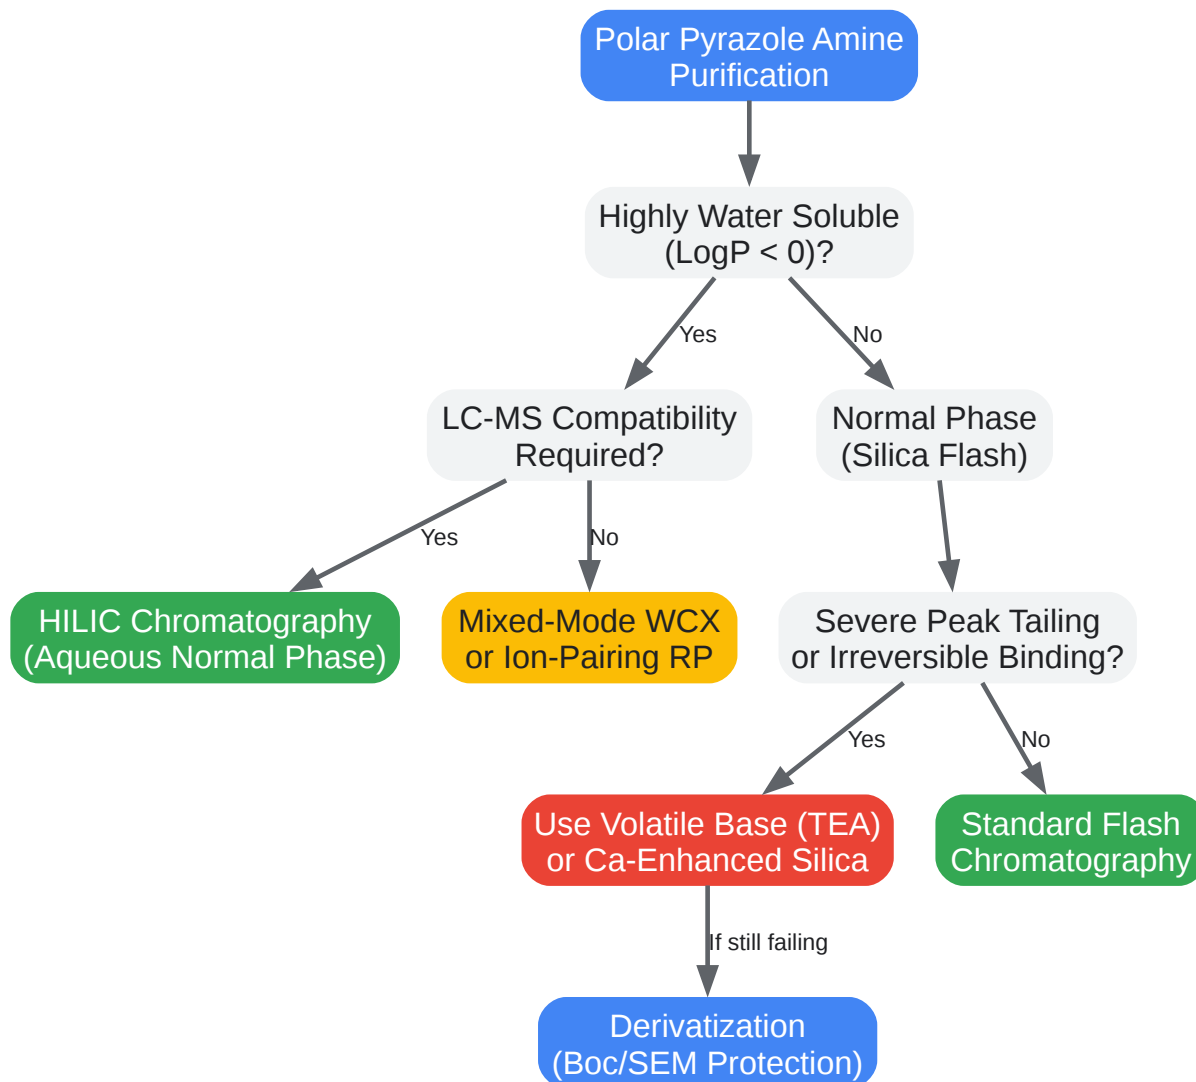 Polar Pyrazole Amine
Purification
Highly Water Soluble
(LogP < 0)?
Yes
No
LC-MS Compatibility
Required?
Normal Phase
(Silica Flash)
Yes
No
HILIC Chromatography
(Aqueous Normal Phase)
Mixed-Mode WCX
or Ion-Pairing RP
Severe Peak Tailing
or Irreversible Binding?
Yes
No
Use Volatile Base (TEA)
or Ca-Enhanced Silica
Standard Flash
Chromatography
If still failing
Derivatization
(Boc/SEM Protection)